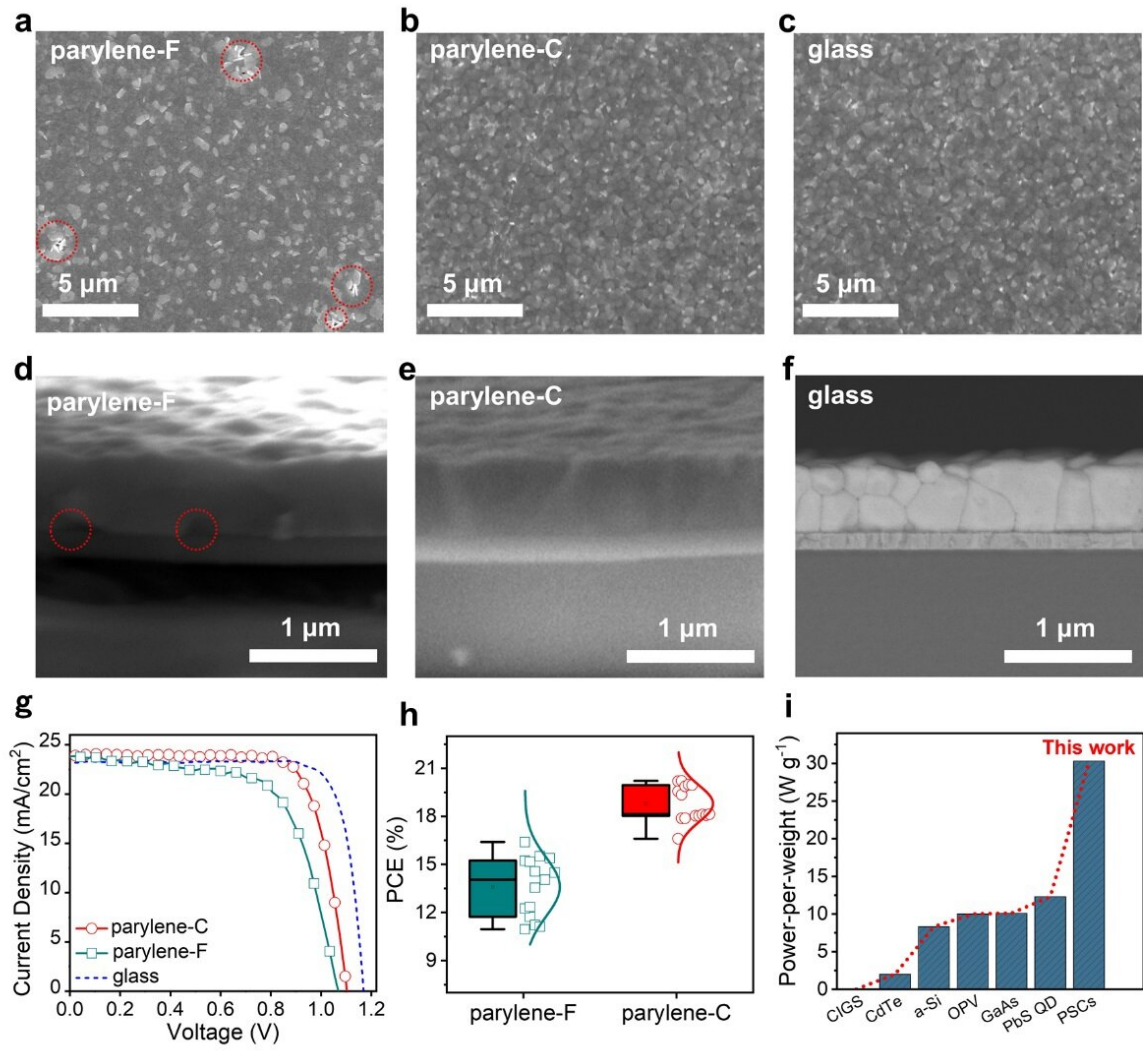 a
parylene-F
5 µm
b
parylene-C
5 µm
c
glass
5 µm
d
parylene-F
1 µm
e
parylene-C
1 µm
f
glass
1 µm
g
25
20
15
10
5
0
Current Density (mA/cm²)
parylene-C
parylene-F
glass
0.0 0.2 0.4 0.6 0.8 1.0 1.2
Voltage (V)
h
21
18
15
12
9
PCE (%)
parylene-F parylene-C
i
This work
30
25
20
15
10
5
0
Power-per-weight (W g⁻¹)
CIGS CdTe a-Si OPV GaAs PbS QD PSCs